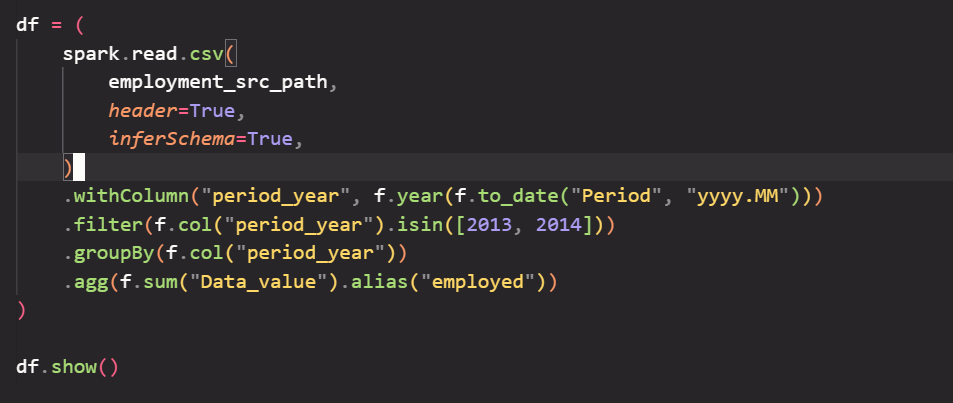 df = (
    spark.read.csv(
        employment_src_path,
        header=True,
        inferSchema=True,
    )
    .withColumn("period_year", f.year(f.to_date("Period", "yyyy.MM")))
    .filter(f.col("period_year").isin([2013, 2014]))
    .groupBy(f.col("period_year"))
    .agg(f.sum("Data_value").alias("employed"))
)

df.show()